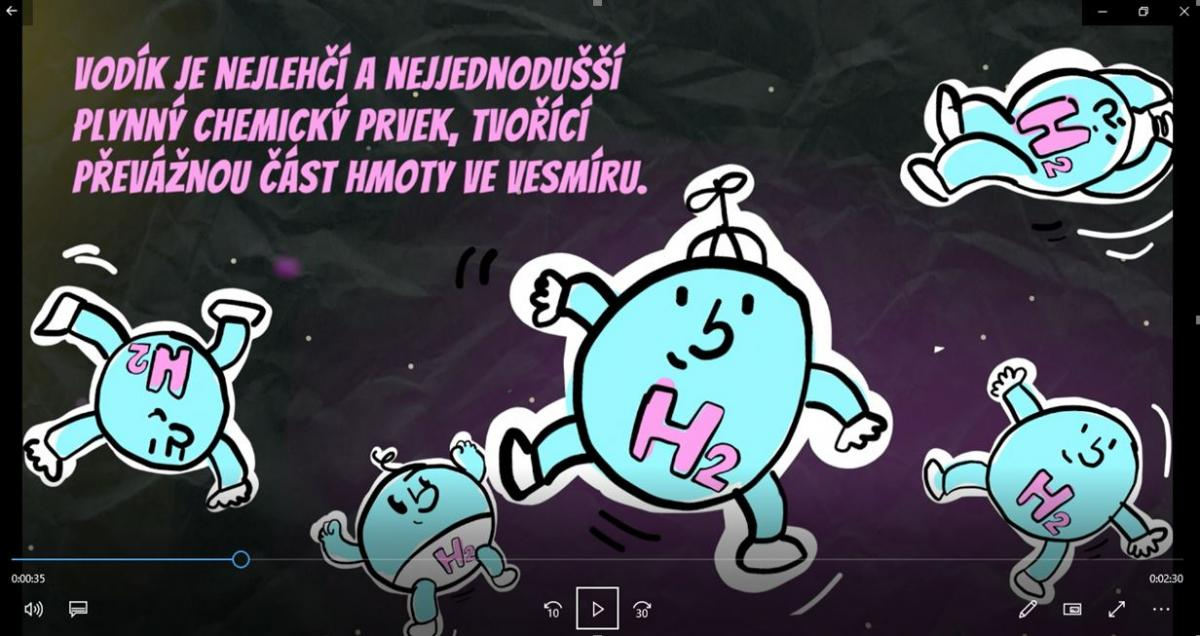 VODÍK JE NEJLEHČÍ A NEJJEDNODUŠŠÍ
PLYNNÝ CHEMICKÝ PRVEK, TVOŘÍCÍ
PŘEVÁŽNOU ČÁST HMOTY VE VESMÍRU.
H2
H2
H2
H2
H2
0:00:35
0:02:30
10
30